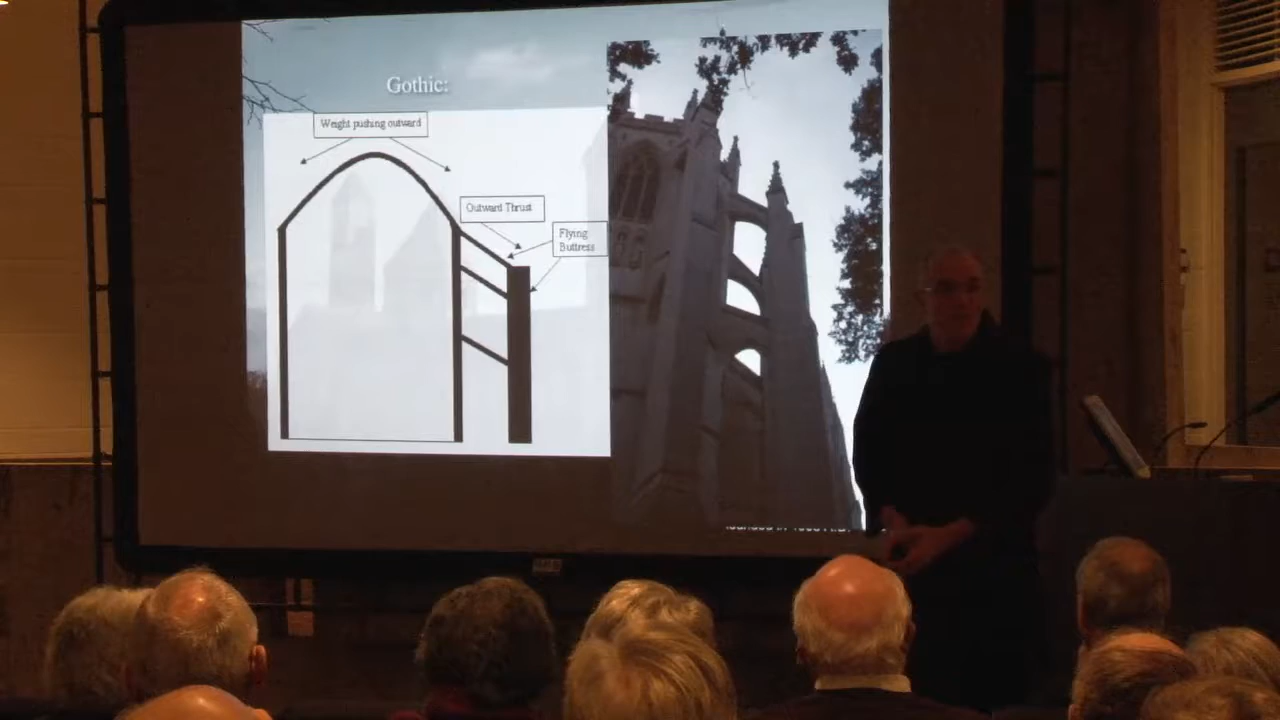 Gothic:
Weight pushing outward
Outward Thrust
Flying
Buttress